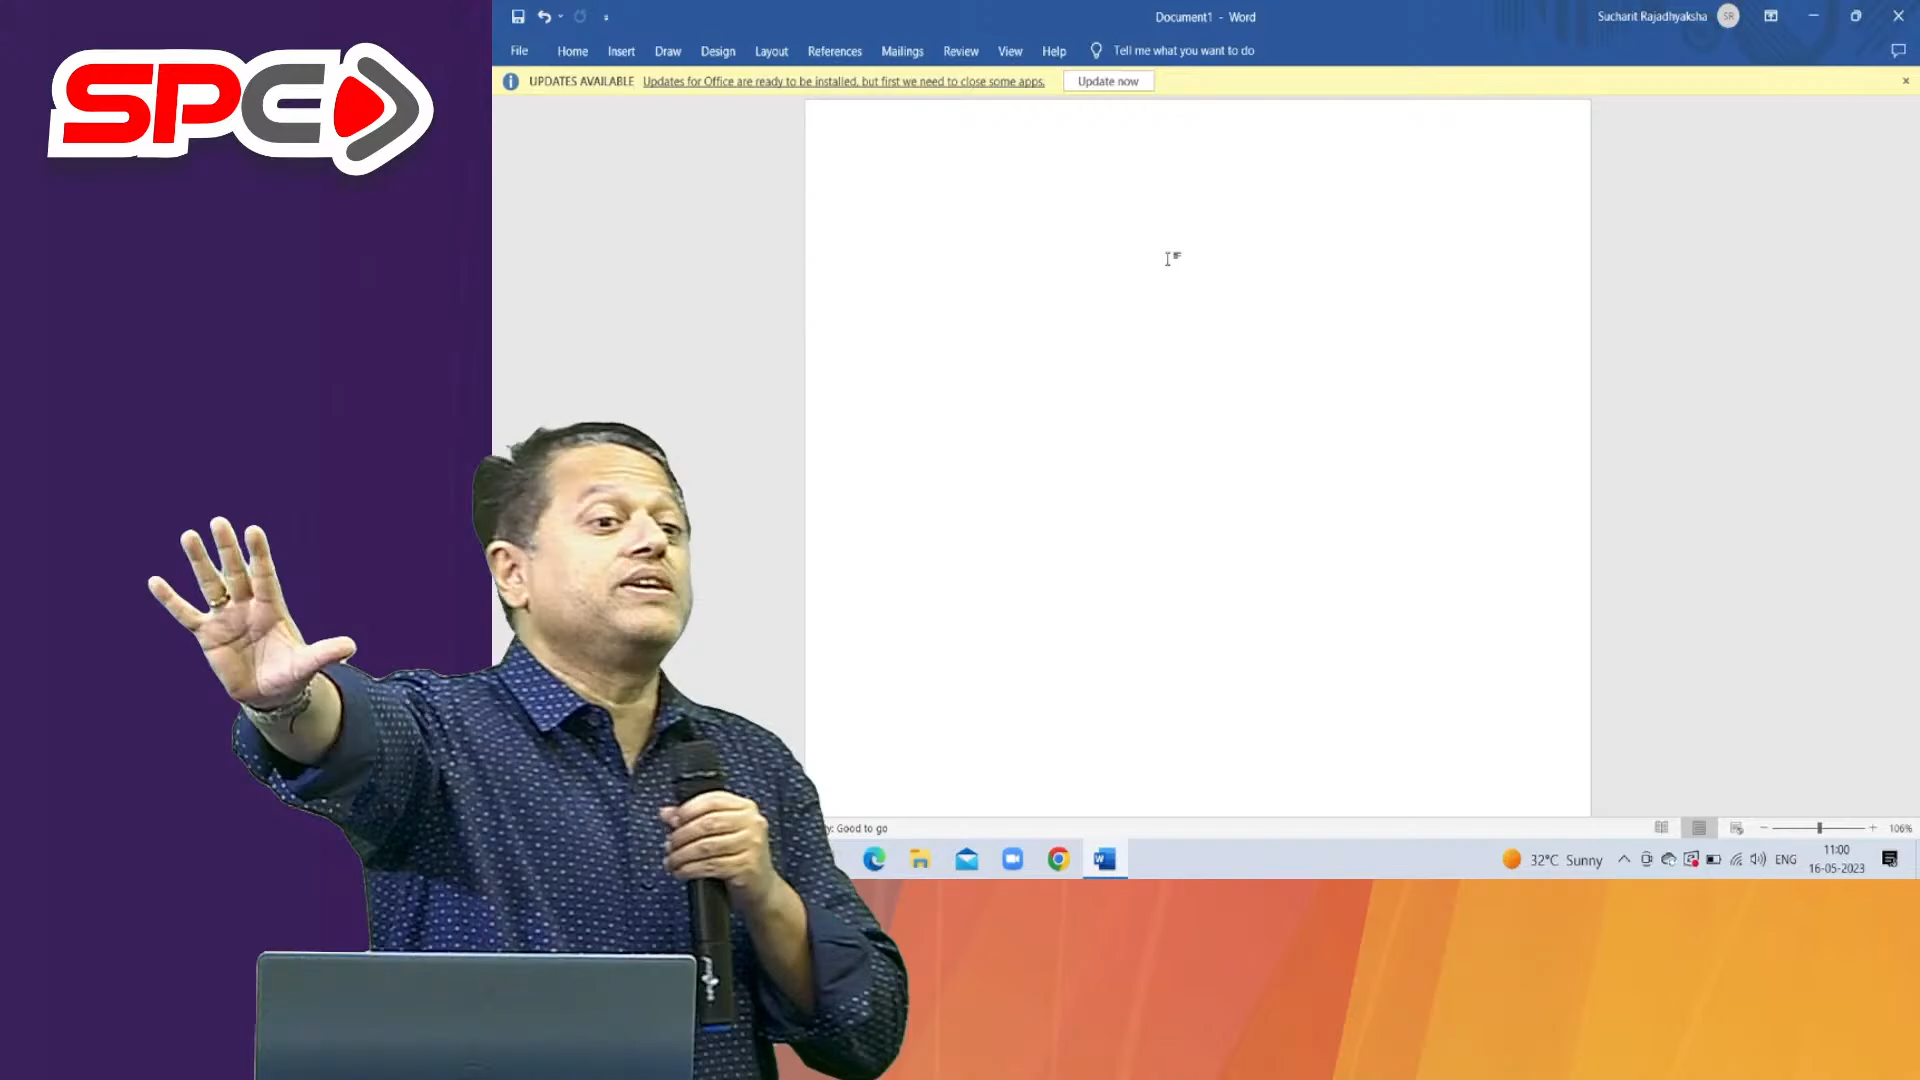 SPE
Document1 - Word
Sucharit Rajadhyaksha
SR
File Home Insert Draw Design Layout References Mailings Review View Help Tell me what you want to do
UPDATES AVAILABLE Updates for Office are ready to be installed, but first we need to close some apps. Update now
y: Good to go
106%
32°C Sunny
ENG
11:00
16-05-2023